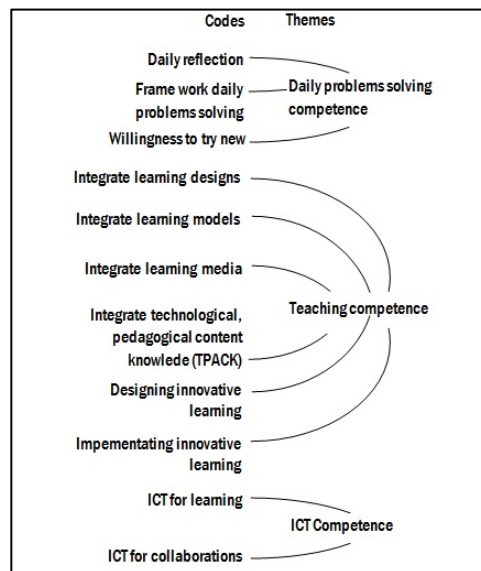 Codes Themes
Daily reflection
Frame work daily
problems solving
Daily problems solving
competence
Willingness to try new
Integrate learning designs
Integrate learning models
Integrate learning media
Teaching competence
Integrate technological,
pedagogical content
knowlede (TPACK)
Designing innovative
learning
Impementating innovative
learning
ICT for learning
ICT Competence
ICT for collaborations